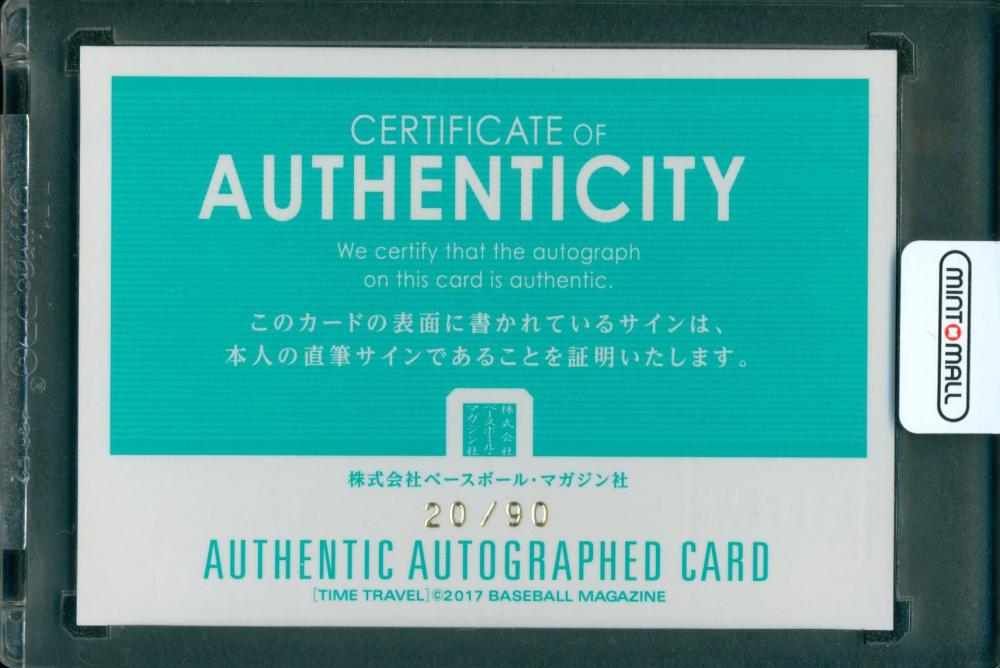 CERTIFICATE OF
AUTHENTICITY
We certify that the autograph
on this card is authentic.
このカードの表面に書かれているサインは、
本人の直筆サインであることを証明いたします。
株式会社
ベースボール・
マガジン社
株式会社ベースボール・マガジン社
20/90
AUTHENTIC AUTOGRAPHED CARD
[TIME TRAVEL]©2017 BASEBALL MAGAZINE
MINTOMALL